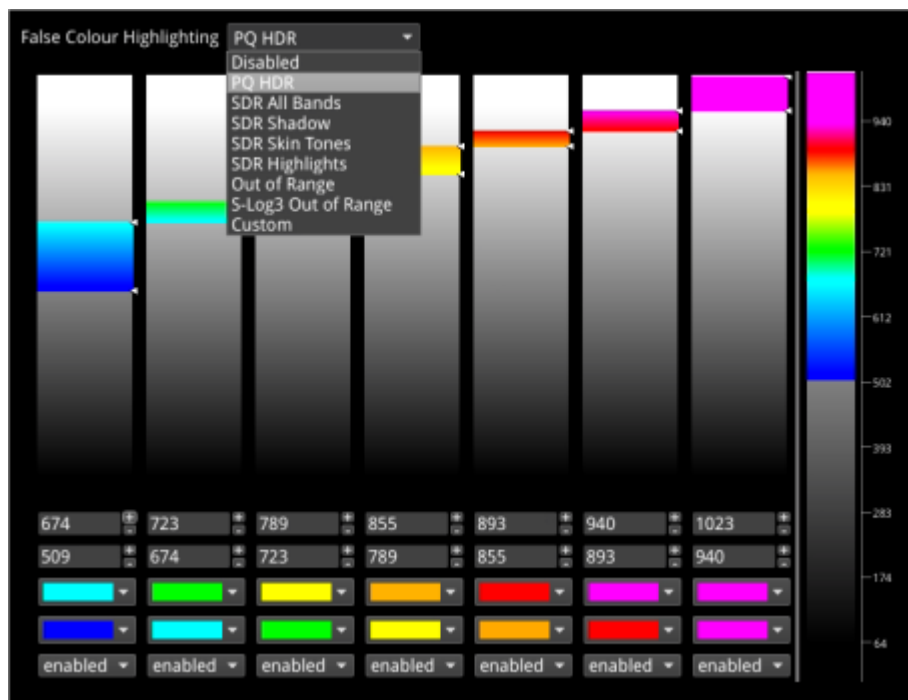 False Colour Highlighting PQ HDR
Disabled
PQ HDR
SDR All Bands
SDR Shadow
SDR Skin Tones
SDR Highlights
Out of Range
S-Log3 Out of Range
Custom
940
831
721
612
502
393
283
174
64
674 + - 723 + - 789 + - 855 + - 893 + - 940 + - 1023 + -
509 + - 674 + - 723 + - 789 + - 855 + - 893 + - 940 + -
enabled enabled enabled enabled enabled enabled enabled